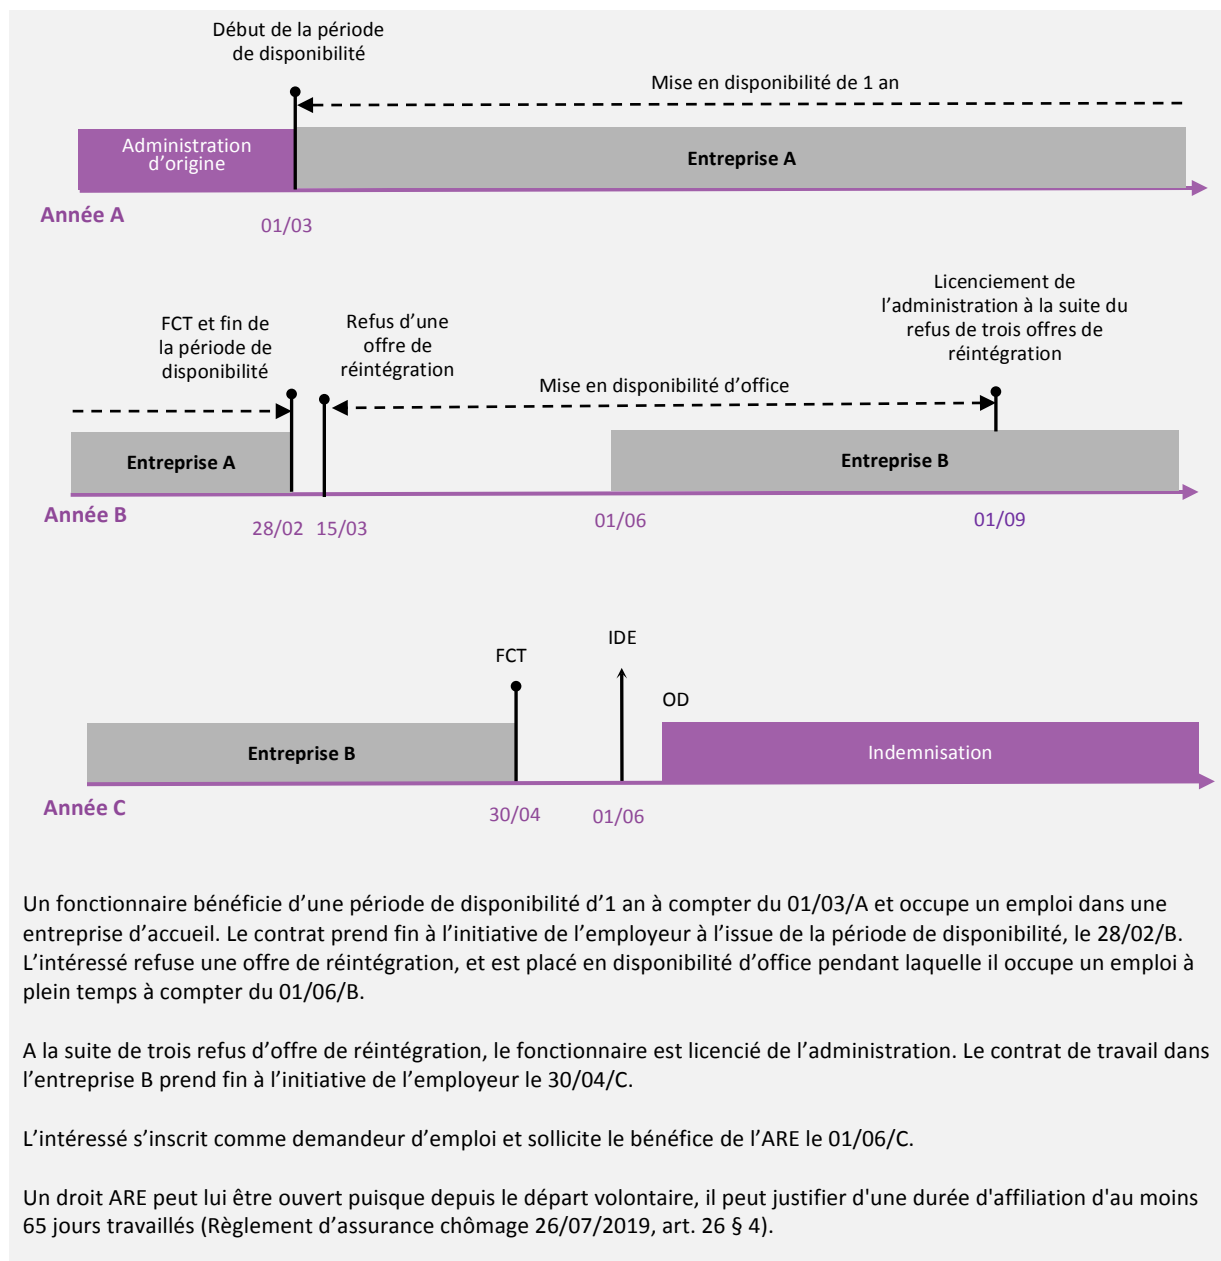 Début de la période
de disponibilité
Mise en disponibilité de 1 an
Administration
d’origine
Entreprise A
Année A
01/03
Licenciement de
l’administration à la suite du
refus de trois offres de
réintégration
FCT et fin de
la période de
disponibilité
Refus d’une
offre de
réintégration
Mise en disponibilité d’office
Entreprise A
Entreprise B
Année B
28/02
15/03
01/06
01/09
IDE
FCT
OD
Entreprise B
Indemnisation
Année C
30/04
01/06
Un fonctionnaire bénéficie d’une période de disponibilité d’1 an à compter du 01/03/A et occupe un emploi dans une
entreprise d’accueil. Le contrat prend fin à l’initiative de l’employeur à l’issue de la période de disponibilité, le 28/02/B.
L’intéressé refuse une offre de réintégration, et est placé en disponibilité d’office pendant laquelle il occupe un emploi à
plein temps à compter du 01/06/B.
A la suite de trois refus d’offre de réintégration, le fonctionnaire est licencié de l’administration. Le contrat de travail dans
l’entreprise B prend fin à l’initiative de l’employeur le 30/04/C.
L’intéressé s’inscrit comme demandeur d’emploi et sollicite le bénéfice de l’ARE le 01/06/C.
Un droit ARE peut lui être ouvert puisque depuis le départ volontaire, il peut justifier d'une durée d'affiliation d'au moins
65 jours travaillés (Règlement d’assurance chômage 26/07/2019, art. 26 § 4).